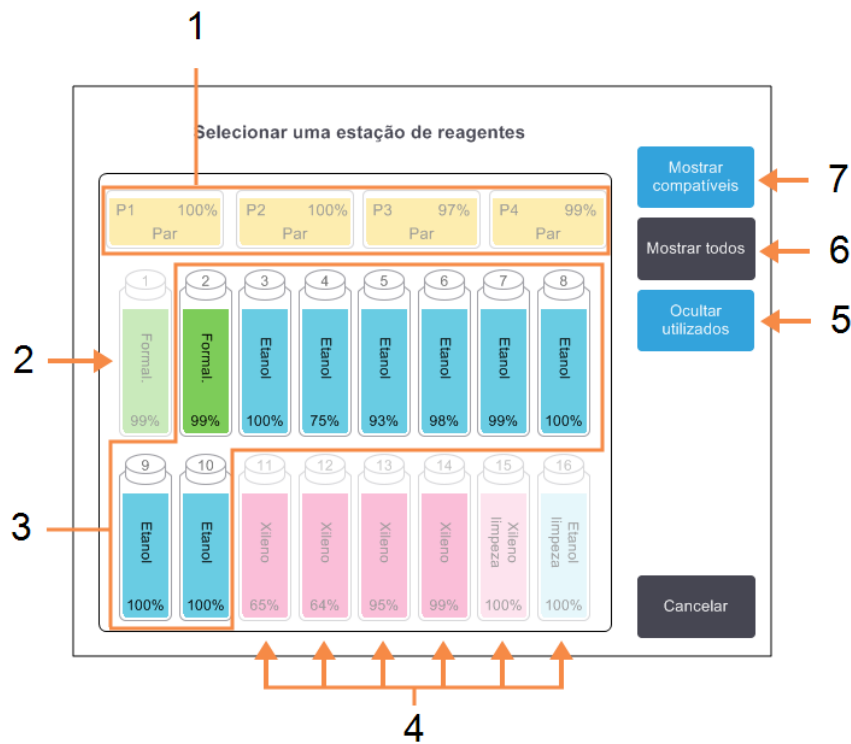 1
Selecionar uma estação de reagentes
P1 100%
Par
P2 100%
Par
P3 97%
Par
P4 99%
Par
Mostrar
compatíveis
7
Mostrar todos
6
Ocultar
utilizados
5
2
1
Formal.
99%
2
Formal.
99%
3
Etanol
100%
4
Etanol
75%
5
Etanol
93%
6
Etanol
98%
7
Etanol
99%
8
Etanol
100%
3
9
Etanol
100%
10
Etanol
100%
11
Xileno
65%
12
Xileno
64%
13
Xileno
95%
14
Xileno
99%
15
Xileno
limpeza
100%
16
Etanol
limpeza
100%
Cancelar
4